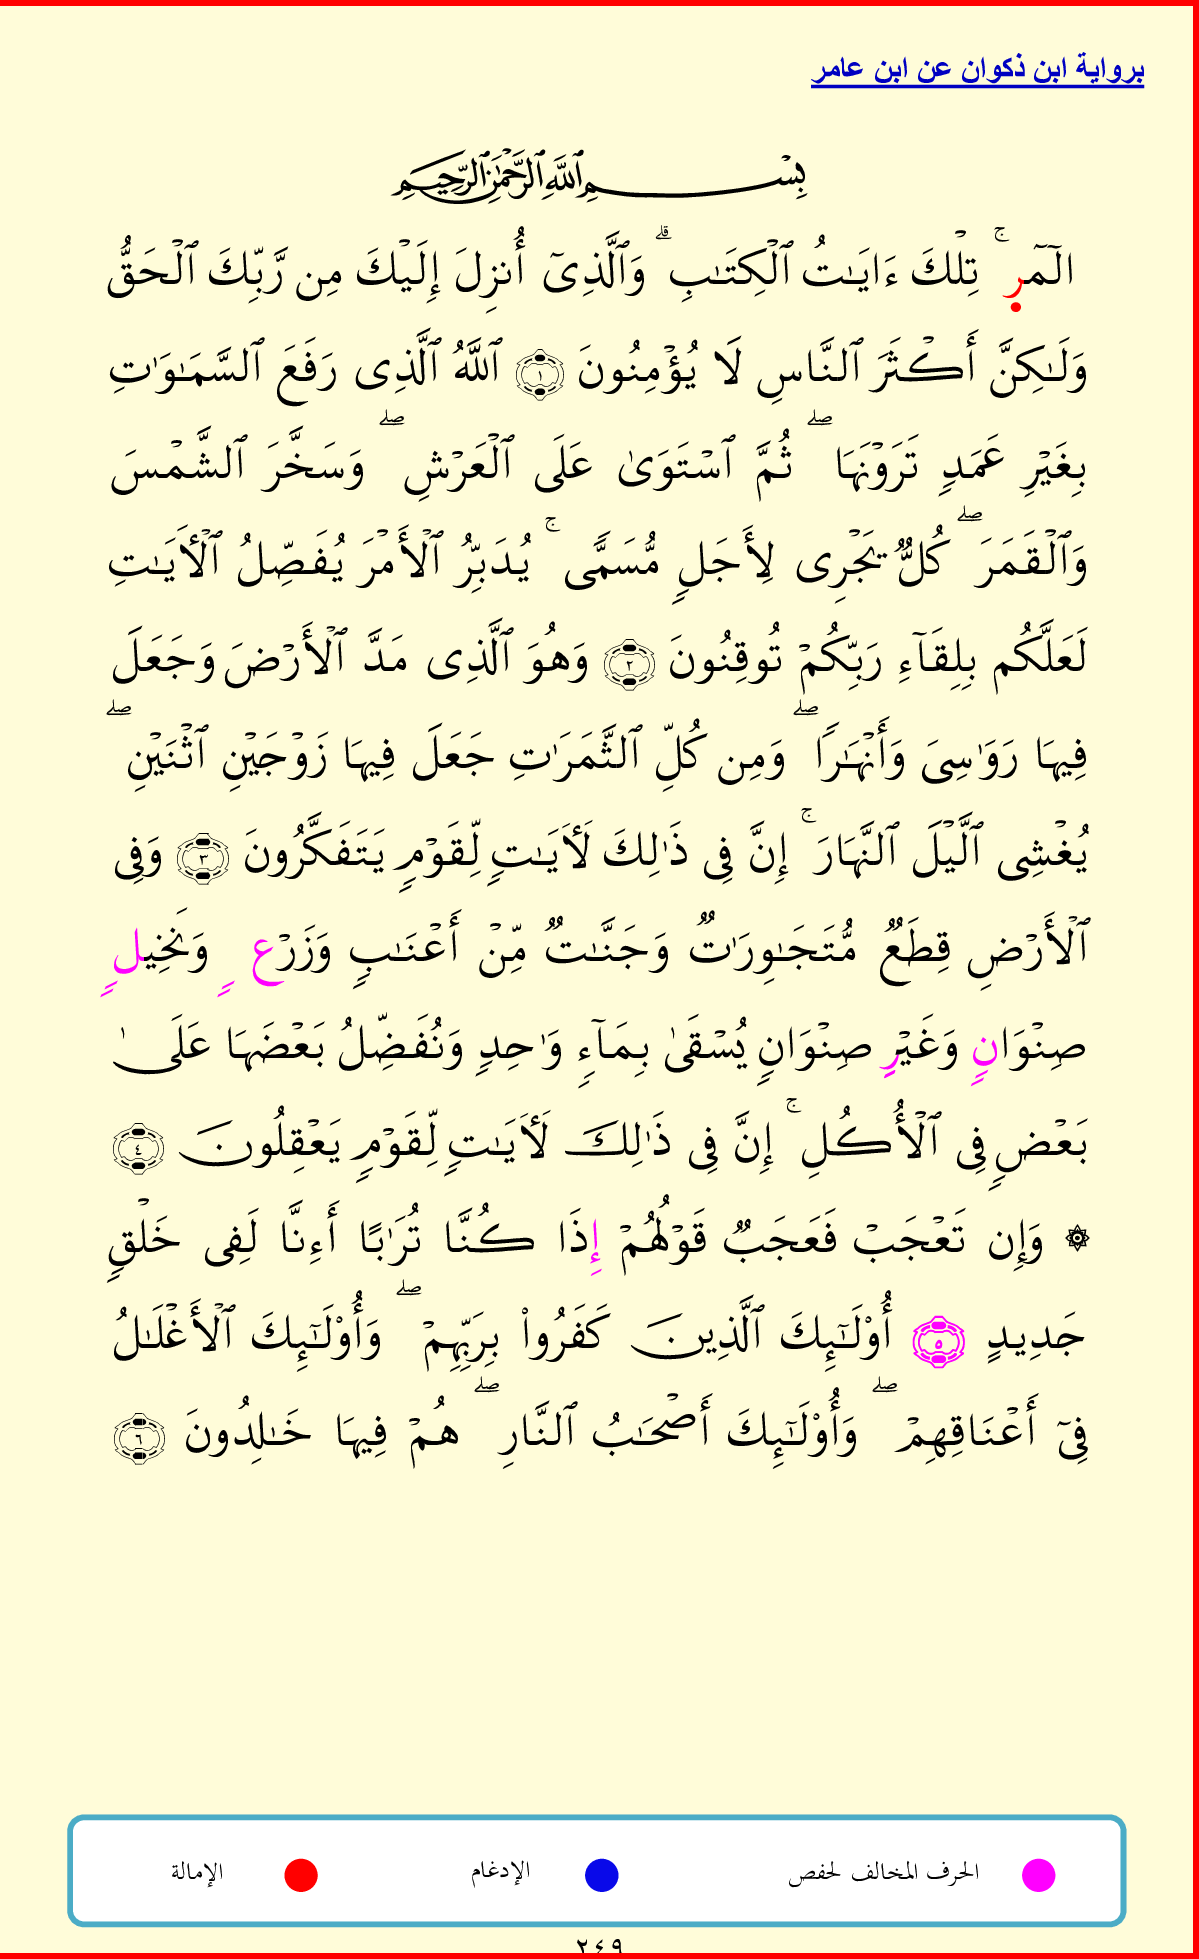 برواية ابن ذكوان عن ابن عامر
بِسۡمِ ٱللَّهِ ٱلرَّحۡمَٰنِ ٱلرَّحِيمِ
الٓمٓرۚ تِلۡكَ ءَايَٰتُ ٱلۡكِتَٰبِۗ وَٱلَّذِيٓ أُنزِلَ إِلَيۡكَ مِن رَّبِّكَ ٱلۡحَقُّ
وَلَٰكِنَّ أَكۡثَرَ ٱلنَّاسِ لَا يُؤۡمِنُونَ ١ ٱللَّهُ ٱلَّذِي رَفَعَ ٱلسَّمَٰوَٰتِ
بِغَيۡرِ عَمَدٖ تَرَوۡنَهَاۖ ثُمَّ ٱسۡتَوَىٰ عَلَى ٱلۡعَرۡشِۖ وَسَخَّرَ ٱلشَّمۡسَ
وَٱلۡقَمَرَۖ كُلّٞ يَجۡرِي لِأَجَلٖ مُّسَمّٗىۚ يُدَبِّرُ ٱلۡأَمۡرَ يُفَصِّلُ ٱلۡأٓيَٰتِ
لَعَلَّكُم بِلِقَآءِ رَبِّكُمۡ تُوقِنُونَ ٢ وَهُوَ ٱلَّذِي مَدَّ ٱلۡأَرۡضَ وَجَعَلَ
فِيهَا رَوَٰسِيَ وَأَنۡهَٰرٗاۖ وَمِن كُلِّ ٱلثَّمَرَٰتِ جَعَلَ فِيهَا زَوۡجَيۡنِ ٱثۡنَيۡنِۖ
يُغۡشِي ٱلَّيۡلَ ٱلنَّهَارَۚ إِنَّ فِي ذَٰلِكَ لَأٓيَٰتٖ لِّقَوۡمٖ يَتَفَكَّرُونَ ٣ وَفِي
ٱلۡأَرۡضِ قِطَعٞ مُّتَجَٰوِرَٰتٞ وَجَنَّٰتٞ مِّنۡ أَعۡنَٰبٖ وَزَرۡعٖ وَنَخِيلٖ
صِنۡوَانٖ وَغَيۡرِ صِنۡوَانٖ يُسۡقَىٰ بِمَآءٖ وَٰحِدٖ وَنُفَضِّلُ بَعۡضَهَا عَلَىٰ
بَعۡضٖ فِي ٱلۡأُكُلِۚ إِنَّ فِي ذَٰلِكَ لَأٓيَٰتٖ لِّقَوۡمٖ يَعۡقِلُونَ ٤
۞ وَإِن تَعۡجَبۡ فَعَجَبٞ قَوۡلُهُمۡ إِذَا كُنَّا تُرَٰبًا أَءِنَّا لَفِي خَلۡقٖ
جَدِيدٍ ٥ أُوْلَٰٓئِكَ ٱلَّذِينَ كَفَرُواْ بِرَبِّهِمۡۖ وَأُوْلَٰٓئِكَ ٱلۡأَغۡلَٰلُ
فِيٓ أَعۡنَاقِهِمۡۖ وَأُوْلَٰٓئِكَ أَصۡحَٰبُ ٱلنَّارِۖ هُمۡ فِيهَا خَٰلِدُونَ ٦
الحرف المخالف لحفص الإدغام الإمالة
٢٤٩